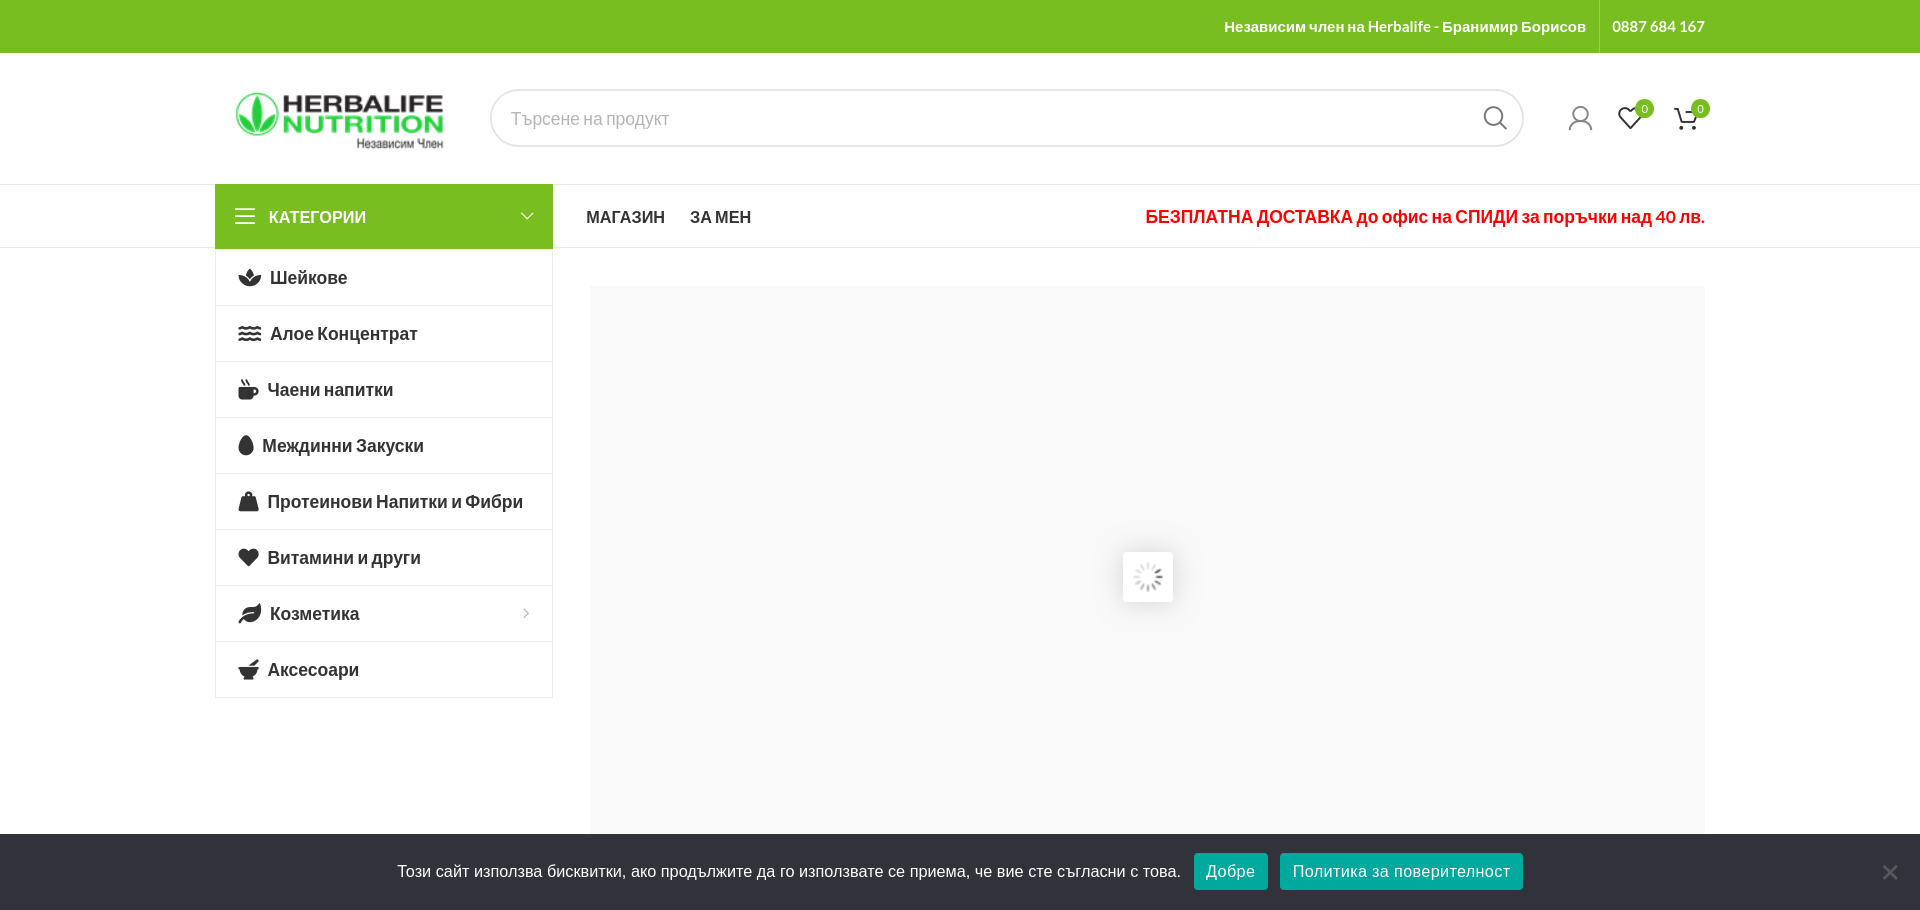 Независим член на Herbalife - Бранимир Борисов
0887 684 167
HERBALIFE
NUTRITION
Независим Член
Търсене на продукт
0
0
КАТЕГОРИИ
МАГАЗИН
ЗА МЕН
БЕЗПЛАТНА ДОСТАВКА до офис на СПИДИ за поръчки над 40 лв.
Шейкове
Алое Концентрат
Чаени напитки
Междинни Закуски
Протеинови Напитки и Фибри
Витамини и други
Козметика
Аксесоари
Този сайт използва бисквитки, ако продължите да го използвате се приема, че вие сте съгласни с това.
Добре
Политика за поверителност